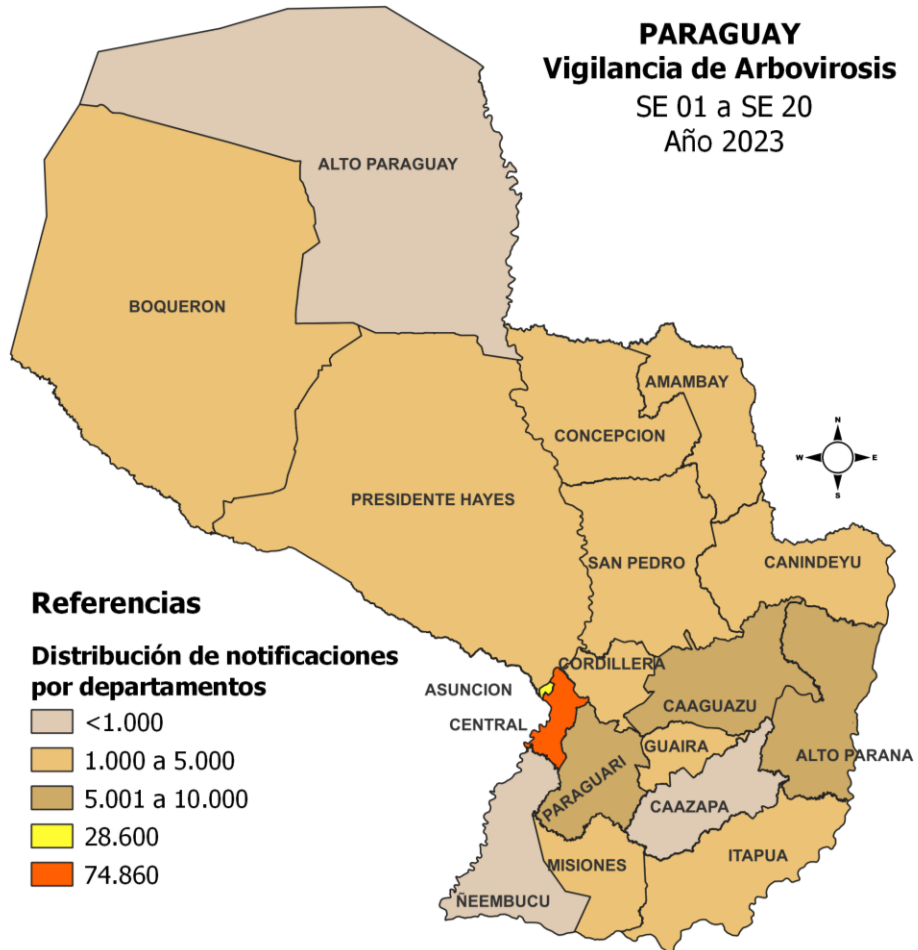 PARAGUAY
Vigilancia de Arbovirosis
SE 01 a SE 20
Año 2023
ALTO PARAGUAY
BOQUERON
AMAMBAY
CONCEPCION
N
W E
S
PRESIDENTE HAYES
SAN PEDRO
CANINDEYU
CORDILLERA
ASUNCION
CAAGUAZU
CENTRAL
GUAIRA
ALTO PARANA
PARAGUARI
CAAZAPA
ITAPUA
MISIONES
ÑEEMBUCU
Referencias
Distribución de notificaciones
por departamentos
<1.000
1.000 a 5.000
5.001 a 10.000
28.600
74.860